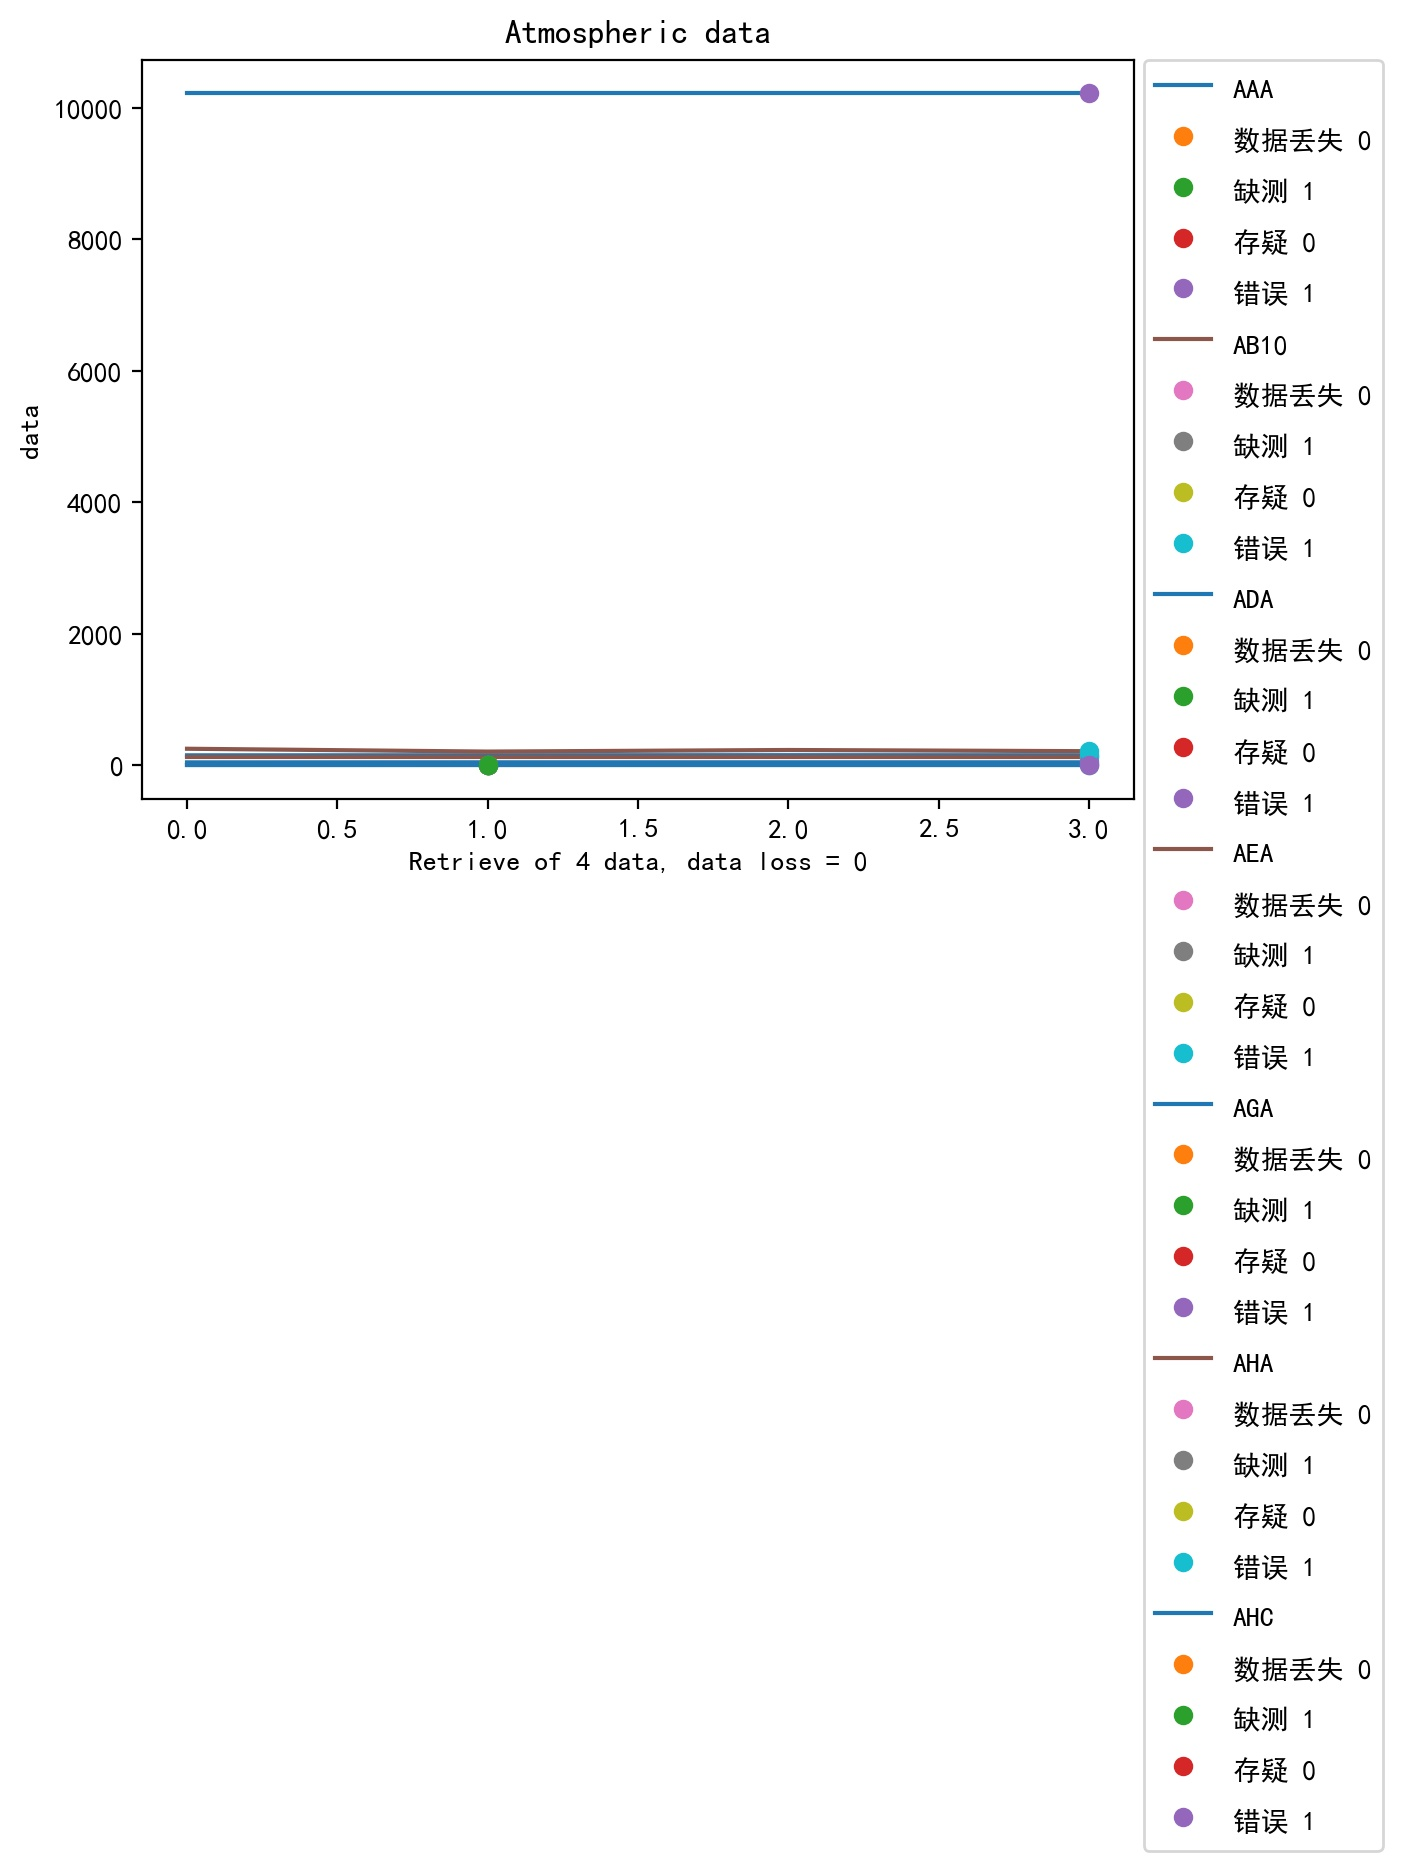 Atmospheric data
10000
8000
6000
4000
2000
0
data
0.0 0.5 1.0 1.5 2.0 2.5 3.0
Retrieve of 4 data, data loss = 0
AAA
数据丢失 0
缺测 1
存疑 0
错误 1
AB10
数据丢失 0
缺测 1
存疑 0
错误 1
ADA
数据丢失 0
缺测 1
存疑 0
错误 1
AEA
数据丢失 0
缺测 1
存疑 0
错误 1
AGA
数据丢失 0
缺测 1
存疑 0
错误 1
AHA
数据丢失 0
缺测 1
存疑 0
错误 1
AHC
数据丢失 0
缺测 1
存疑 0
错误 1